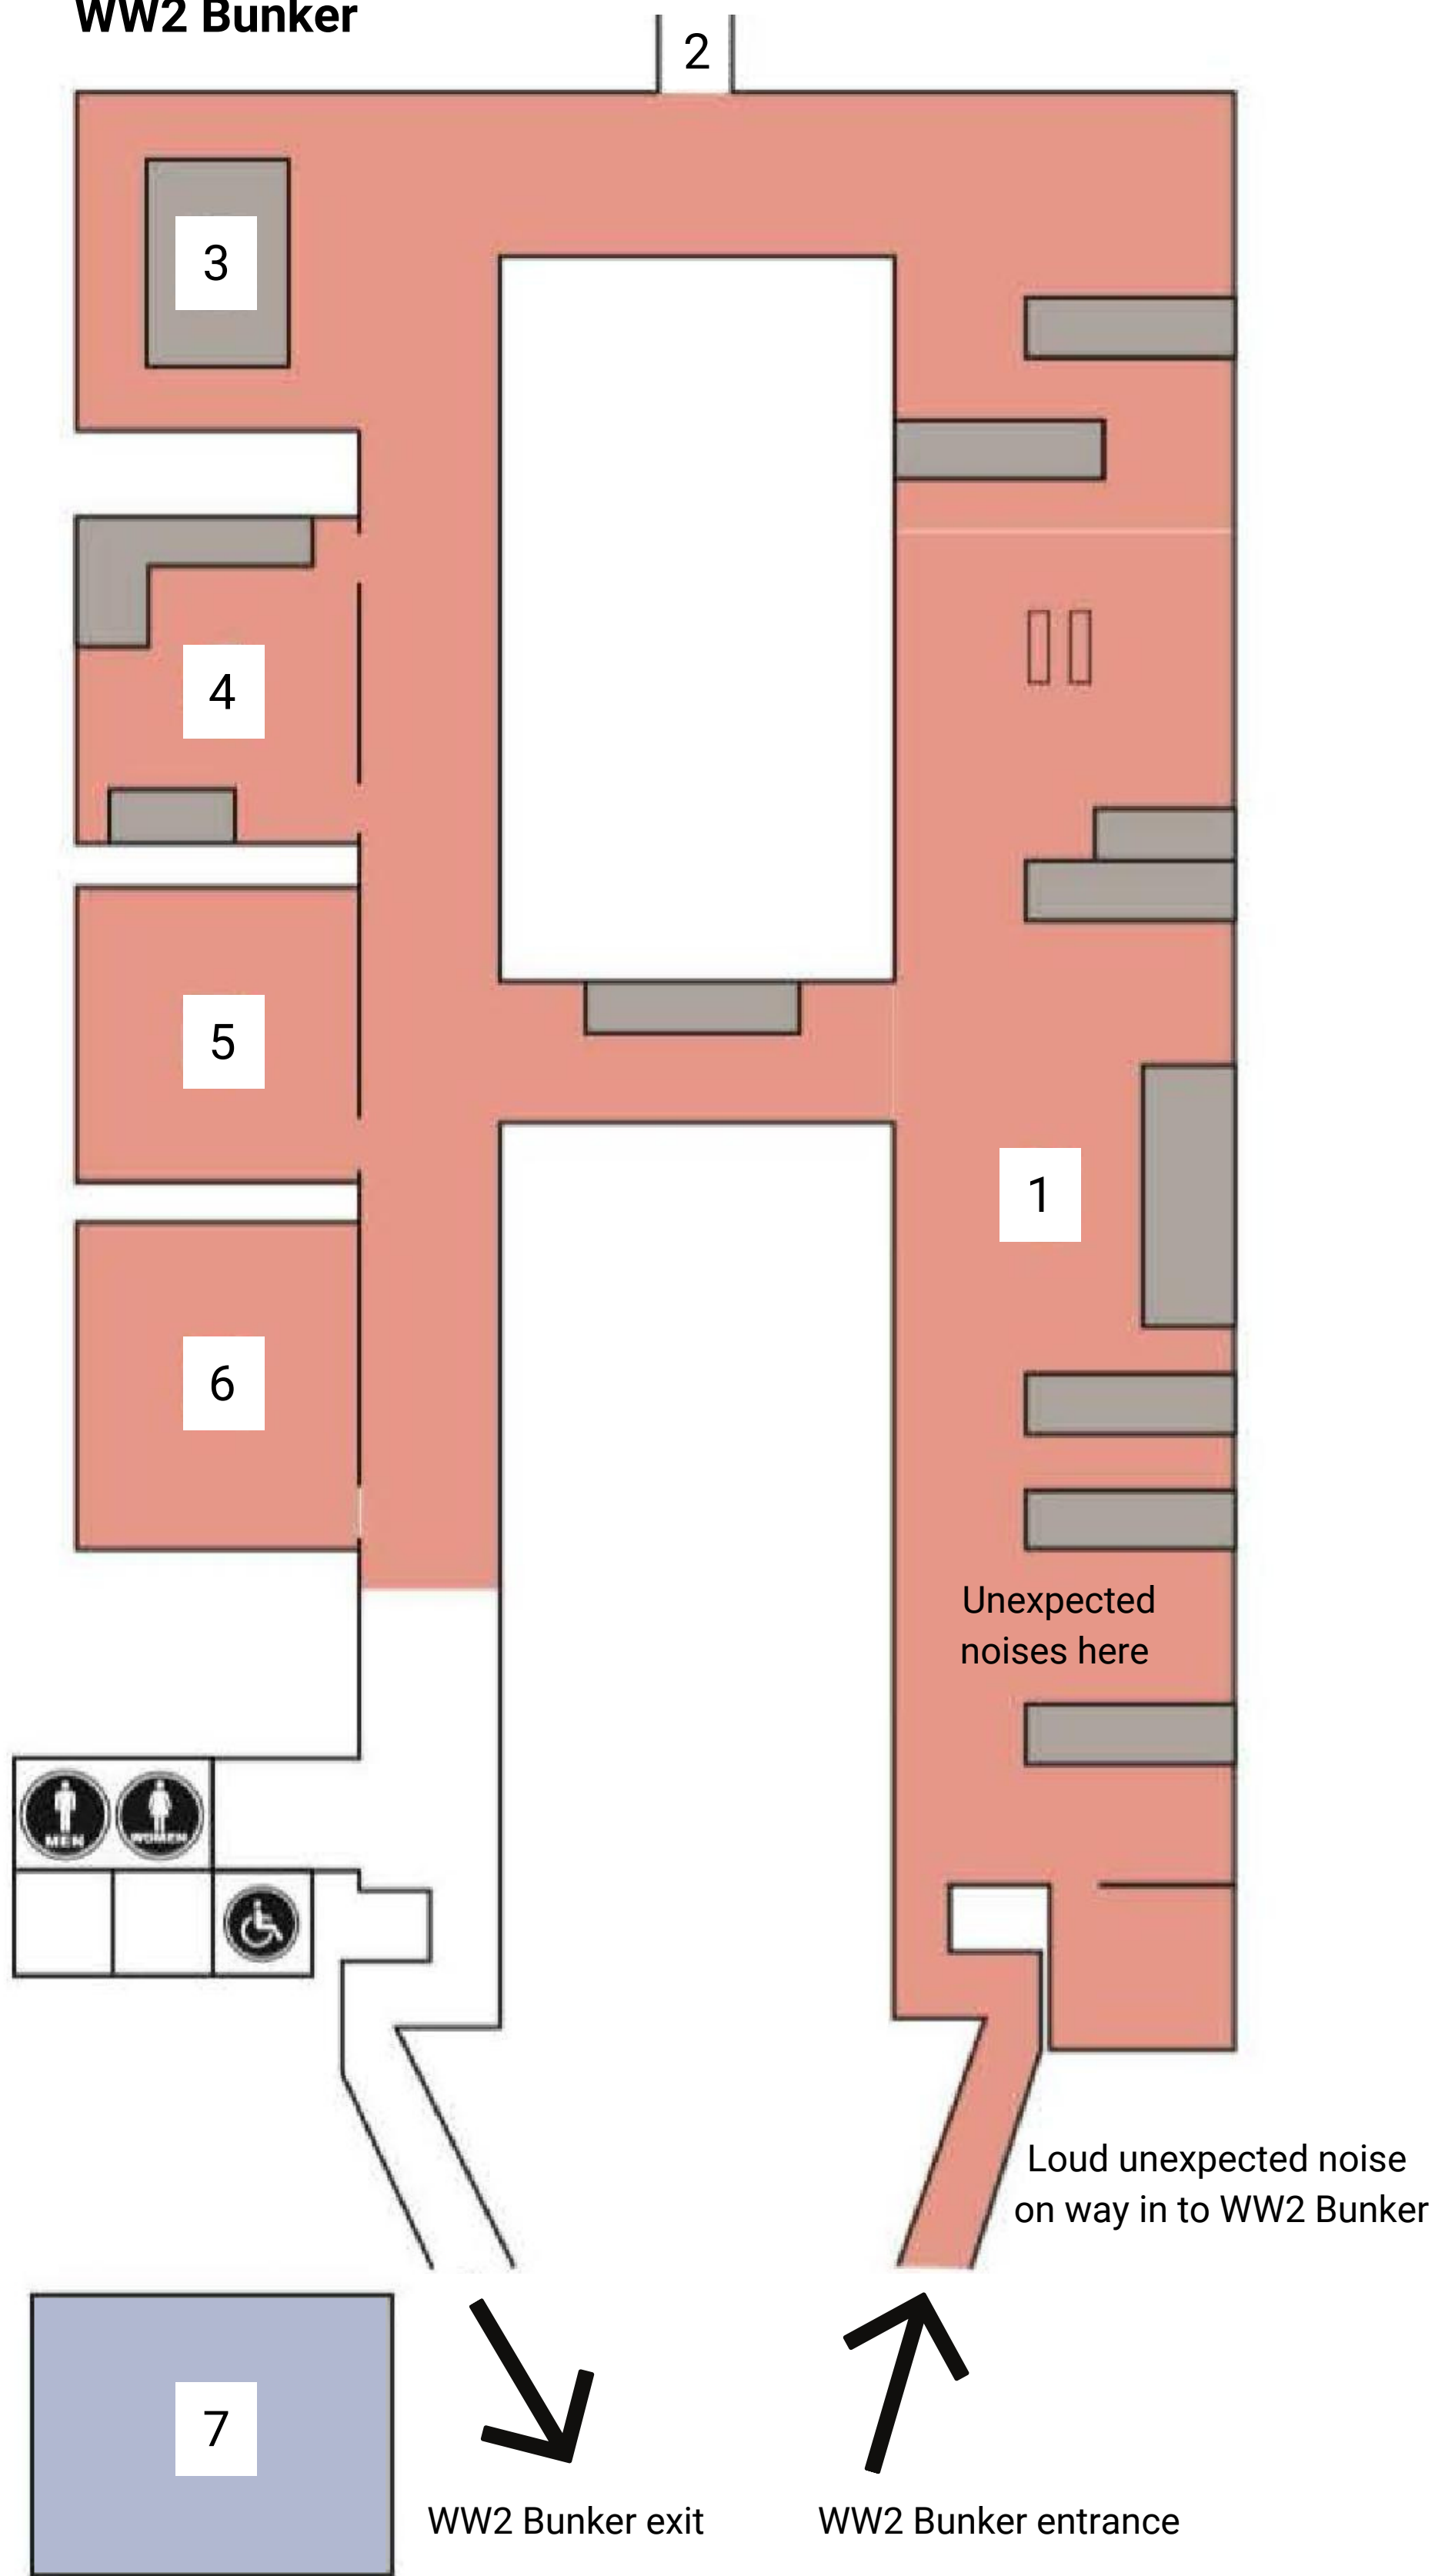 WW2 Bunker
2
3
4
5
1
6
Unexpected
noises here
MEN
WOMEN
Loud unexpected noise
on way in to WW2 Bunker
7
WW2 Bunker exit
WW2 Bunker entrance